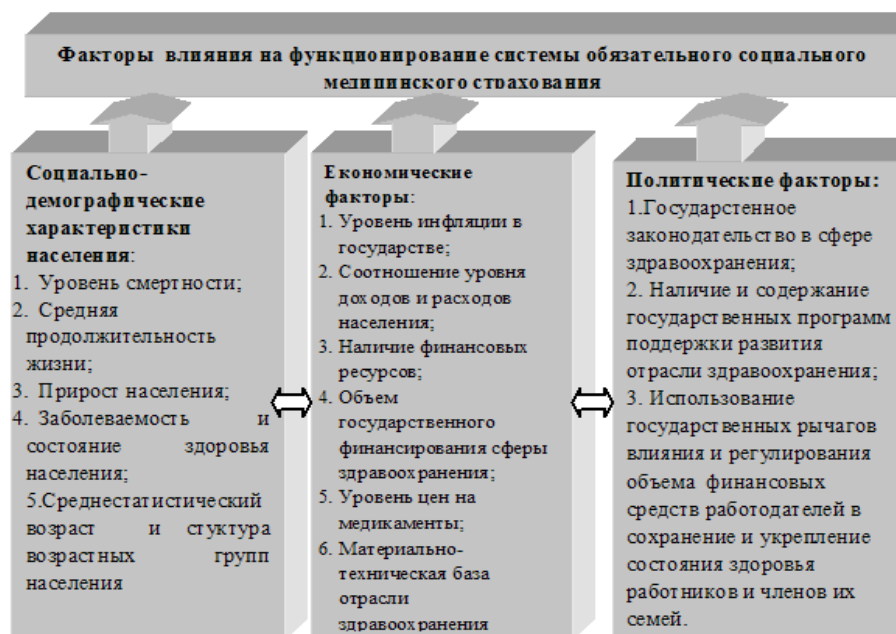 Факторы влияния на функционирование системы обязательного социального
медицинского страхования
Социально-
демографические
характеристики
населения:
1. Уровень смертности;
2. Средняя
продолжительность
жизни;
3. Прирост населения;
4. Заболеваемость и
состояние здоровья
населения;
5.Среднестатистический
возраст и стуктура
возрастных групп
населения
Економические
факторы:
1. Уровень инфляции в
государстве;
2. Соотношение уровня
доходов и расходов
населения;
3. Наличие финансовых
ресурсов;
4. Объем
государственного
финансирования сферы
здравоохранения;
5. Уровень цен на
медикаменты;
6. Материально-
техническая база
отрасли
здравоохранения
Политические факторы:
1.Государстенное
законодательство в сфере
здравоохранения;
2. Наличие и содержание
государственных программ
поддержки развития
отрасли здравоохранения;
3. Использование
государственных рычагов
влияния и регулирования
объема финансовых
средств работодателей в
сохранение и укрепление
состояния здоровья
работников и членов их
семей.